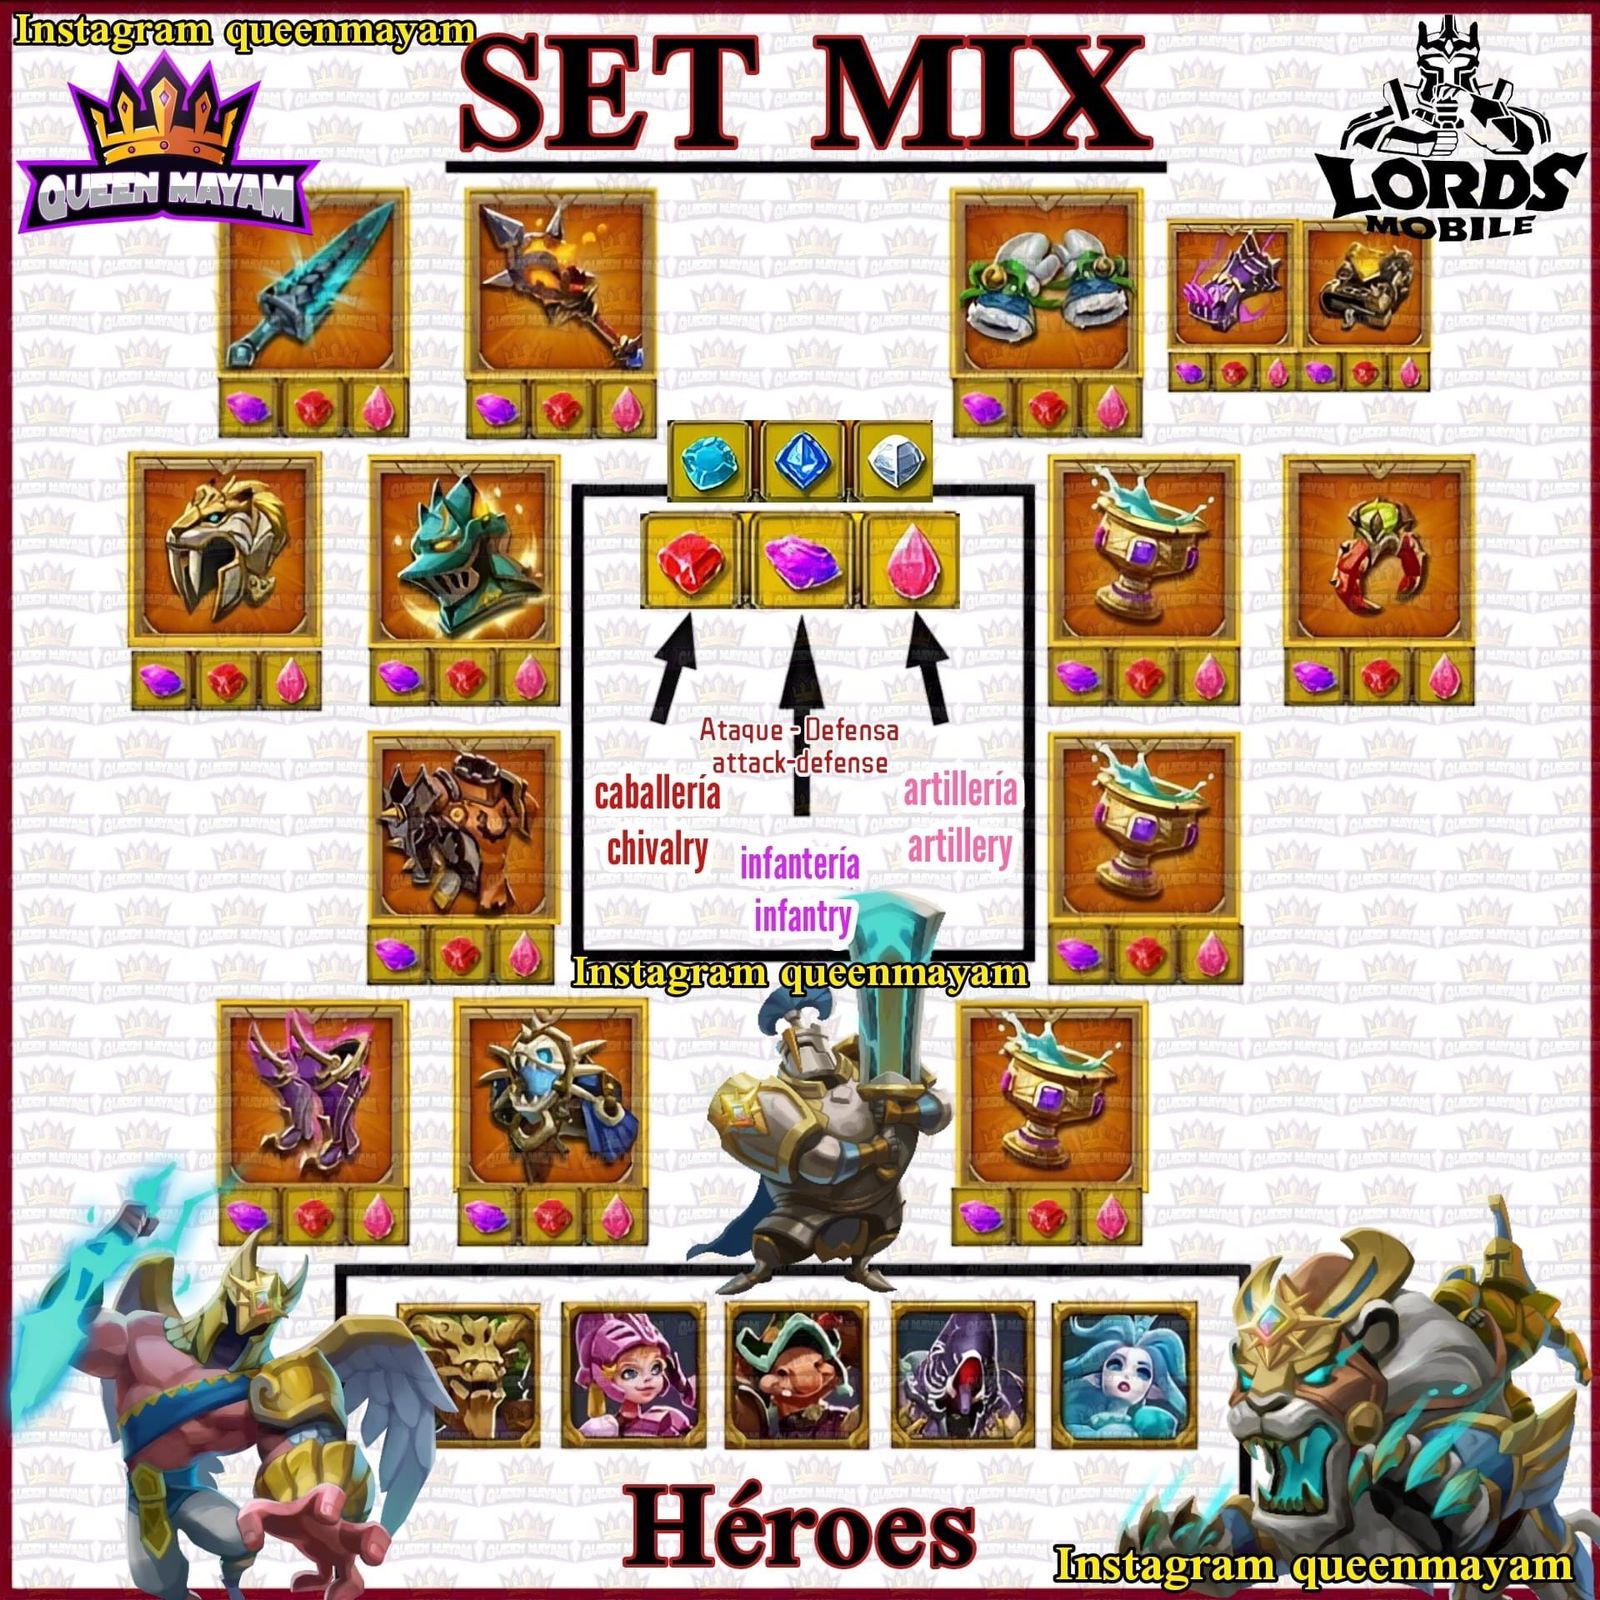 Instagram queenmayam
SET MIX
QUEEN MAYAM
LORDS
MOBILE
Ataque - Defensa
attack-defense
caballería
chivalry
infantería
infantry
artillería
artillery
Instagram queenmayam
Héroes
Instagram queenmayam